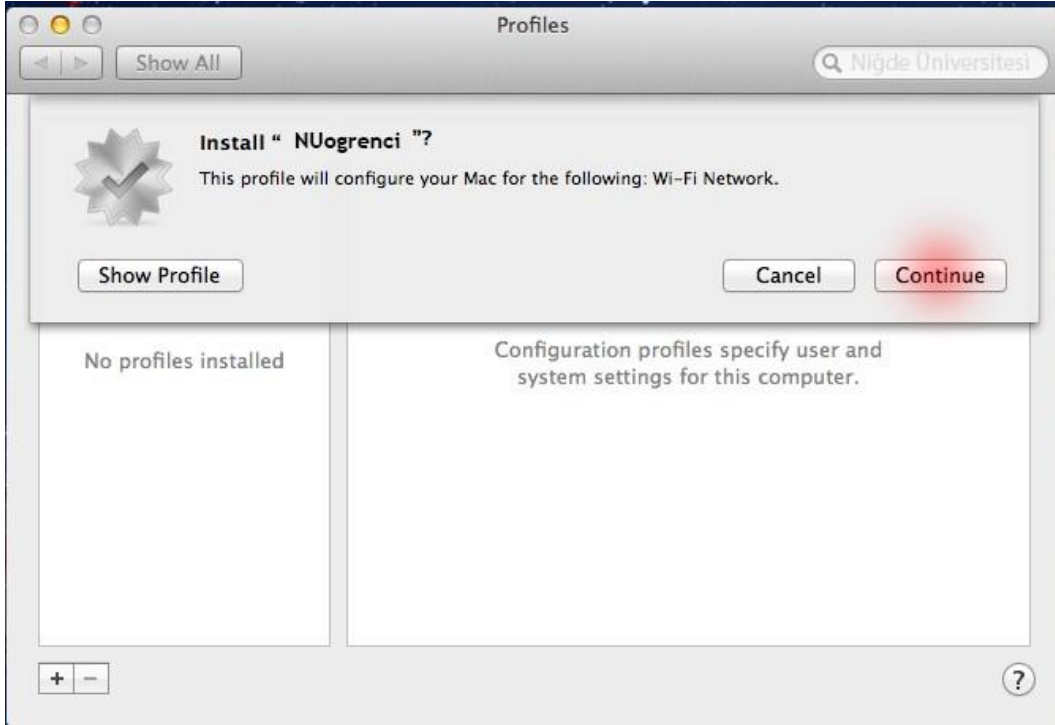 Profiles
Show All
Niğde Üniversitesi
Install “ NUogrenci ”?
This profile will configure your Mac for the following: Wi-Fi Network.
Show Profile
Cancel
Continue
No profiles installed
Configuration profiles specify user and
system settings for this computer.
+ −
?